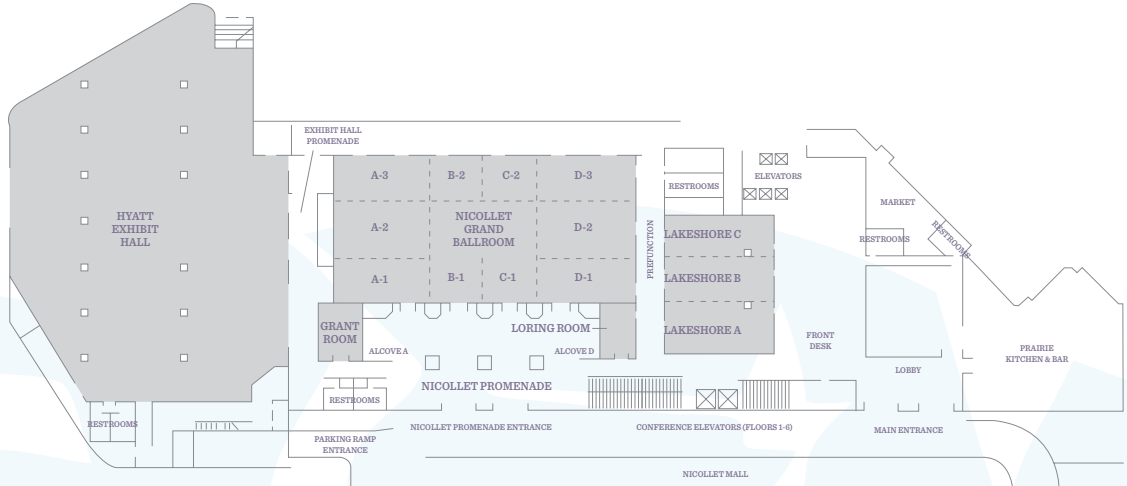 EXHIBIT HALL
PROMENADE
HYATT
EXHIBIT
HALL
A-3
B-2
C-2
D-3
A-2
NICOLLET
GRAND
BALLROOM
D-2
A-1
B-1
C-1
D-1
PREFUNCTION
RESTROOMS
ELEVATORS
LAKESHORE C
LAKESHORE B
LAKESHORE A
MARKET
RESTROOMS
RESTROOMS
GRANT
ROOM
LORING ROOM
ALCOVE A
ALCOVE D
NICOLLET PROMENADE
FRONT
DESK
LOBBY
PRAIRIE
KITCHEN & BAR
RESTROOMS
RESTROOMS
PARKING RAMP
ENTRANCE
NICOLLET PROMENADE ENTRANCE
CONFERENCE ELEVATORS (FLOORS 1-6)
MAIN ENTRANCE
NICOLLET MALL